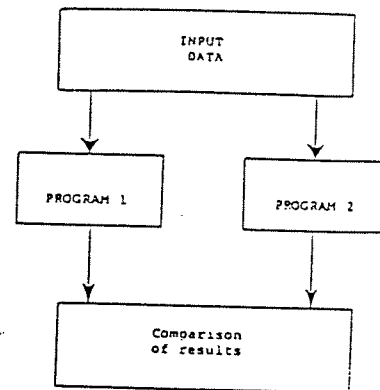 INPUT
DATA
PROGRAM 1
PROGRAM 2
Comparison
of results